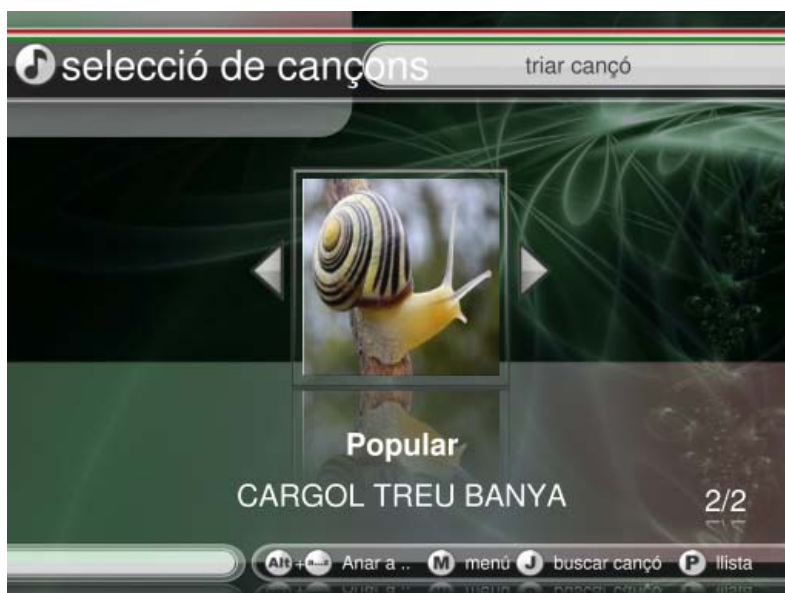 selecció de cançons
triar cançó
Popular
CARGOL TREU BANYA
2/2
Alt + a...z Anar a .. M menú J buscar cançó P llista